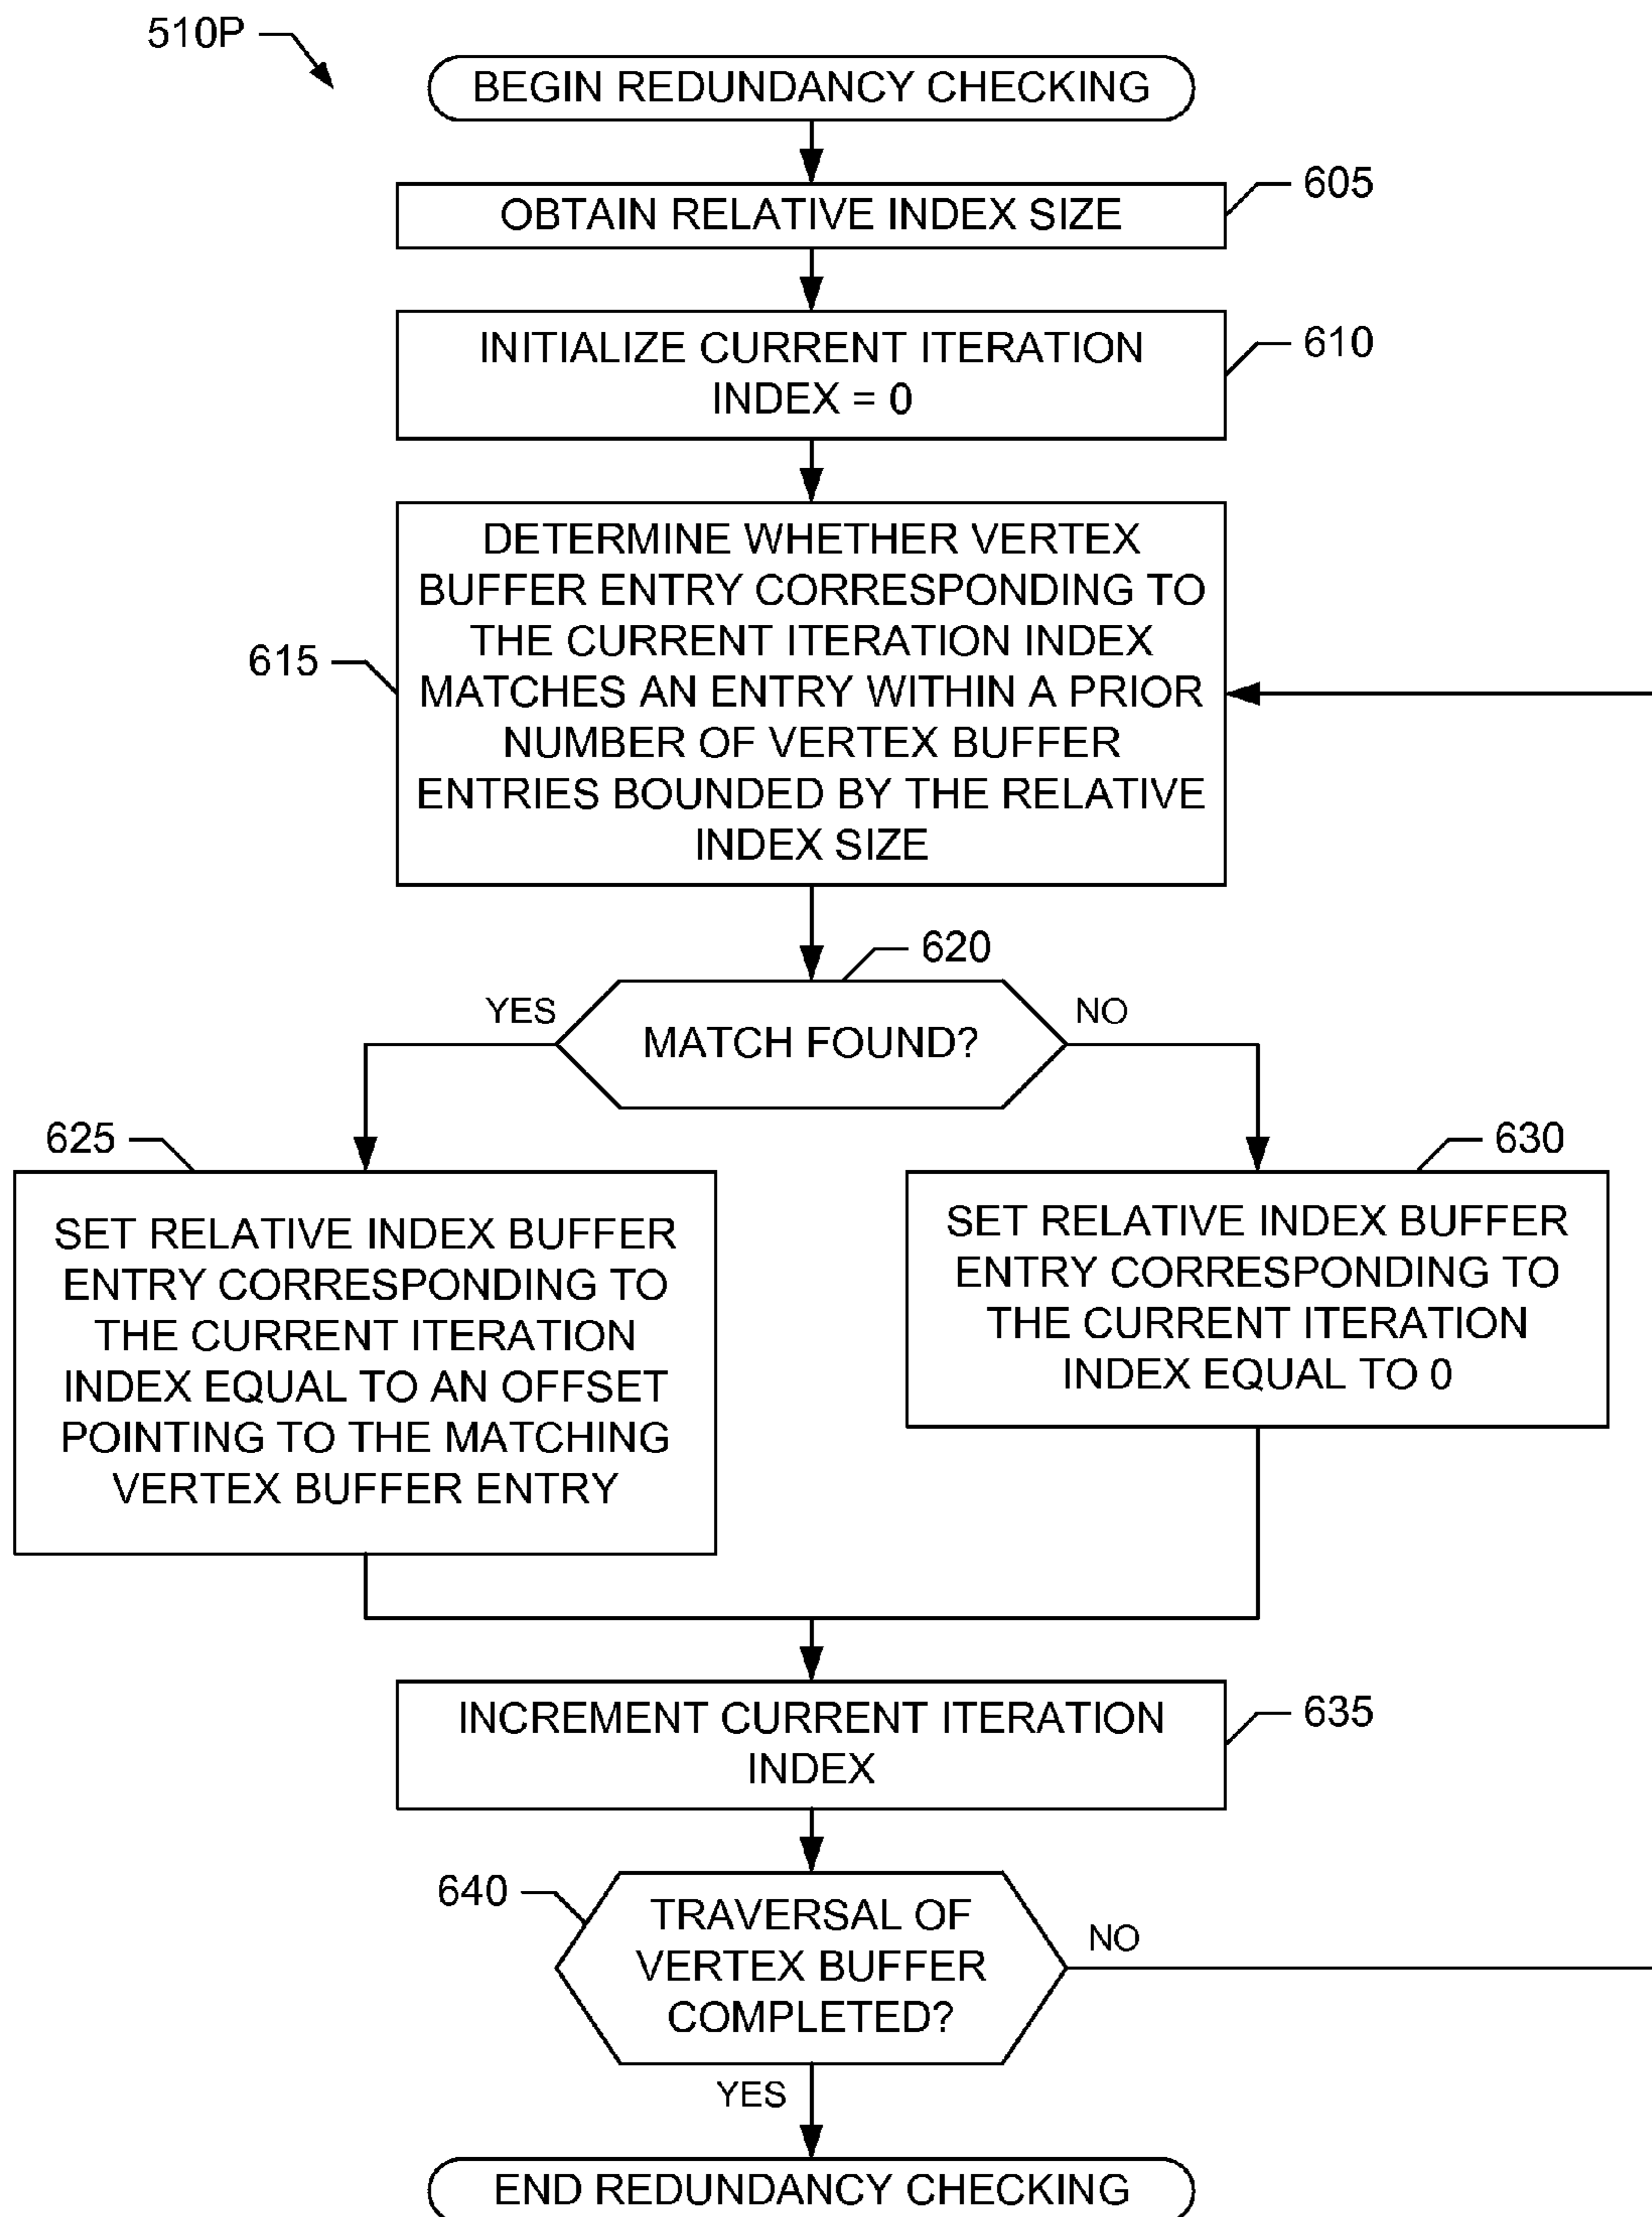 510P
BEGIN REDUNDANCY CHECKING
605
OBTAIN RELATIVE INDEX SIZE
610
INITIALIZE CURRENT ITERATION
INDEX = 0
615
DETERMINE WHETHER VERTEX
BUFFER ENTRY CORRESPONDING TO
THE CURRENT ITERATION INDEX
MATCHES AN ENTRY WITHIN A PRIOR
NUMBER OF VERTEX BUFFER
ENTRIES BOUNDED BY THE RELATIVE
INDEX SIZE
620
YES
MATCH FOUND?
NO
625
SET RELATIVE INDEX BUFFER
ENTRY CORRESPONDING TO
THE CURRENT ITERATION
INDEX EQUAL TO AN OFFSET
POINTING TO THE MATCHING
VERTEX BUFFER ENTRY
630
SET RELATIVE INDEX BUFFER
ENTRY CORRESPONDING TO
THE CURRENT ITERATION
INDEX EQUAL TO 0
635
INCREMENT CURRENT ITERATION
INDEX
640
TRAVERSAL OF
VERTEX BUFFER
COMPLETED?
NO
YES
END REDUNDANCY CHECKING